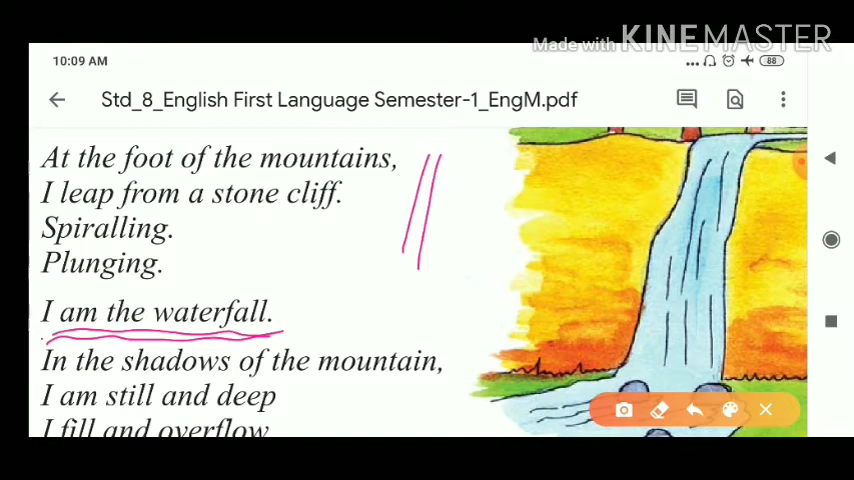 Made with KINEMASTER
10:09 AM
88
Std_8_English First Language Semester-1_EngM.pdf
At the foot of the mountains,
I leap from a stone cliff.
Spiralling.
Plunging.
I am the waterfall.
In the shadows of the mountain,
I am still and deep
I fill and overflow